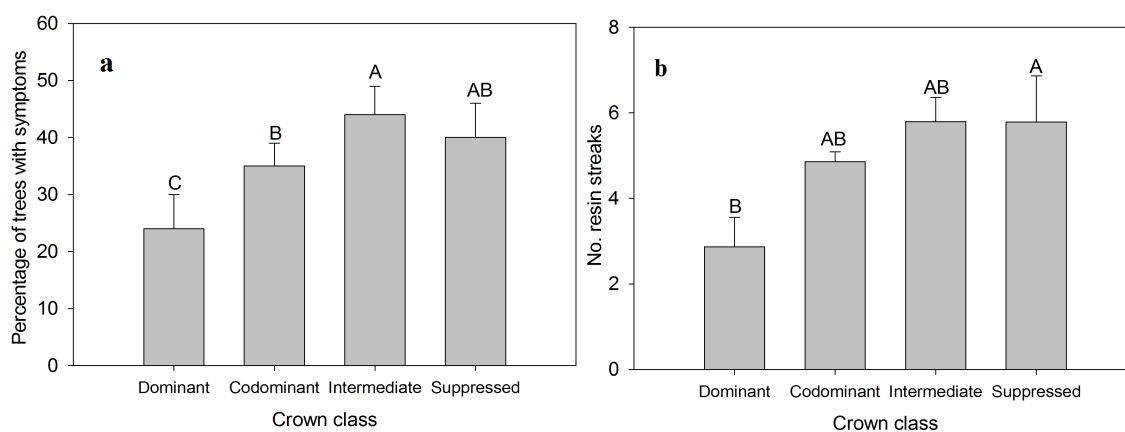 a
Percentage of trees with symptoms
60
50
40
30
20
10
0
C
B
A
AB
Dominant Codominant Intermediate Suppressed
Crown class
b
No. resin streaks
8
6
4
2
0
B
AB
AB
A
Dominant Codominant Intermediate Suppressed
Crown class